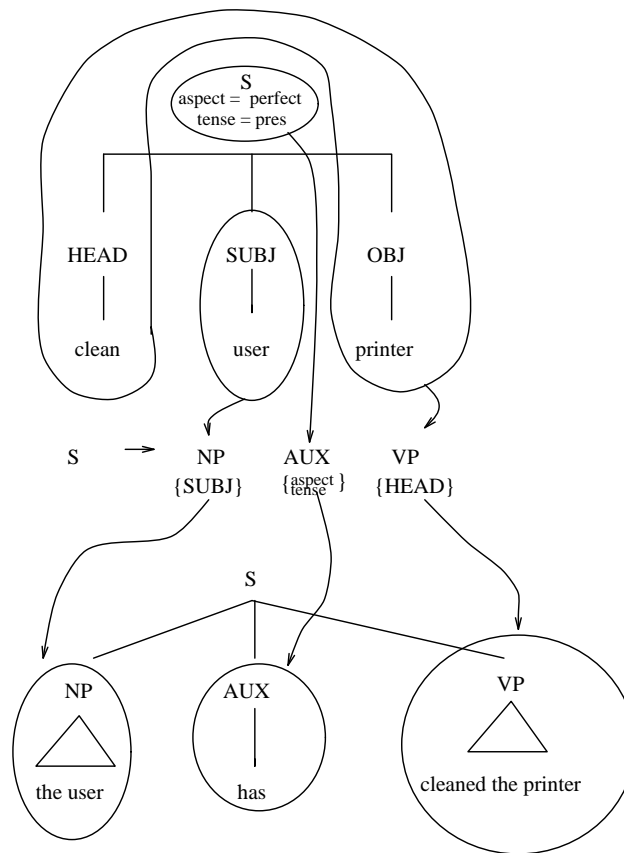 S
aspect = perfect
tense = pres
HEAD SUBJ OBJ
clean user printer
S NP AUX VP
{SUBJ} {aspect tense} {HEAD}
S
NP AUX VP
the user has cleaned the printer